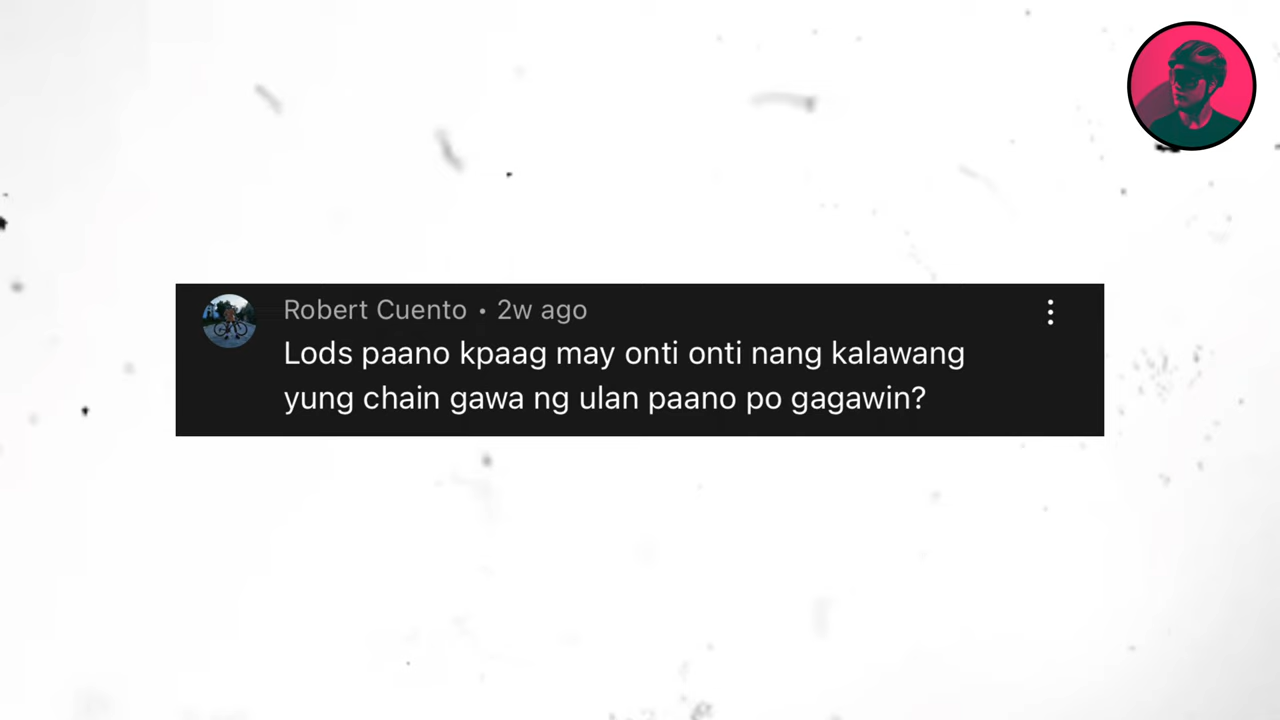 Robert Cuento • 2w ago
Lods paano kpaag may onti onti nang kalawang
yung chain gawa ng ulan paano po gagawin?